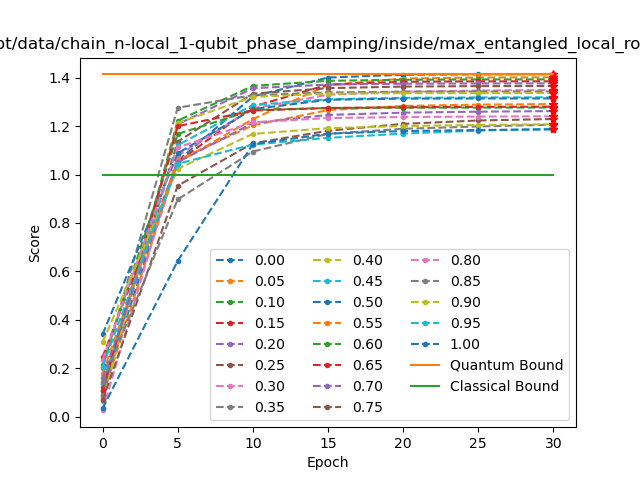 ot/data/chain_n-local_1-qubit_phase_damping/inside/max_entangled_local_ro
Score
1.4
1.2
1.0
0.8
0.6
0.4
0.2
0.0
0.00 0.40 0.80
0.05 0.45 0.85
0.10 0.50 0.90
0.15 0.55 0.95
0.20 0.60 1.00
0.25 0.65 Quantum Bound
0.30 0.70 Classical Bound
0.35 0.75
0 5 10 15 20 25 30
Epoch